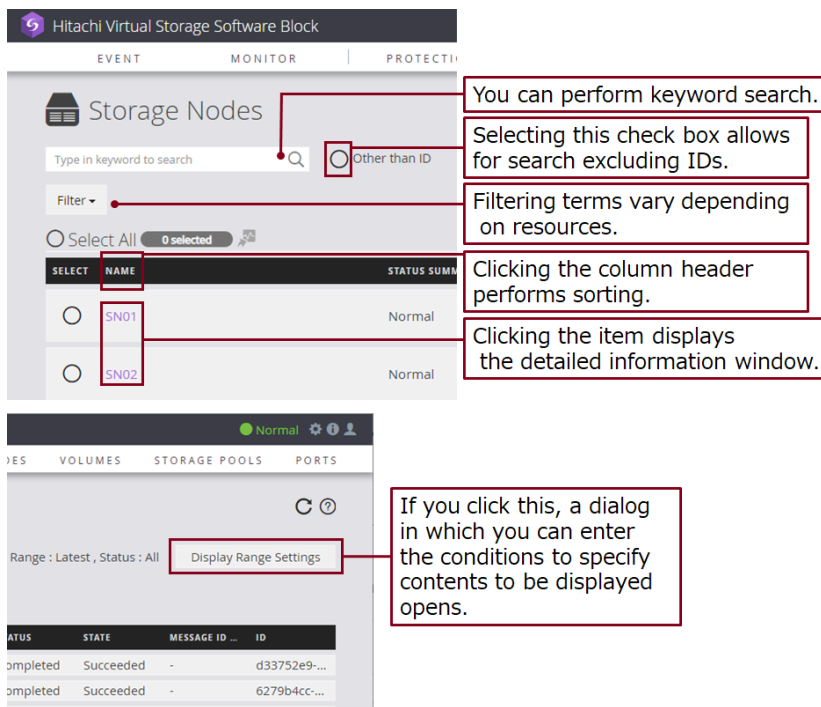 Hitachi Virtual Storage Software Block
EVENT MONITOR PROTECTI
Storage Nodes
You can perform keyword search.
Type in keyword to search
Other than ID
Selecting this check box allows
for search excluding IDs.
Filter
Filtering terms vary depending
on resources.
Select All 0 selected
SELECT NAME STATUS SUMM
Clicking the column header
performs sorting.
SN01 Normal
Clicking the item displays
the detailed information window.
SN02 Normal
Normal
DES VOLUMES STORAGE POOLS PORTS
Range : Latest , Status : All Display Range Settings
If you click this, a dialog
in which you can enter
the conditions to specify
contents to be displayed
opens.
ATUS STATE MESSAGE ID ... ID
ompleted Succeeded - d33752e9-...
ompleted Succeeded - 6279b4cc-...